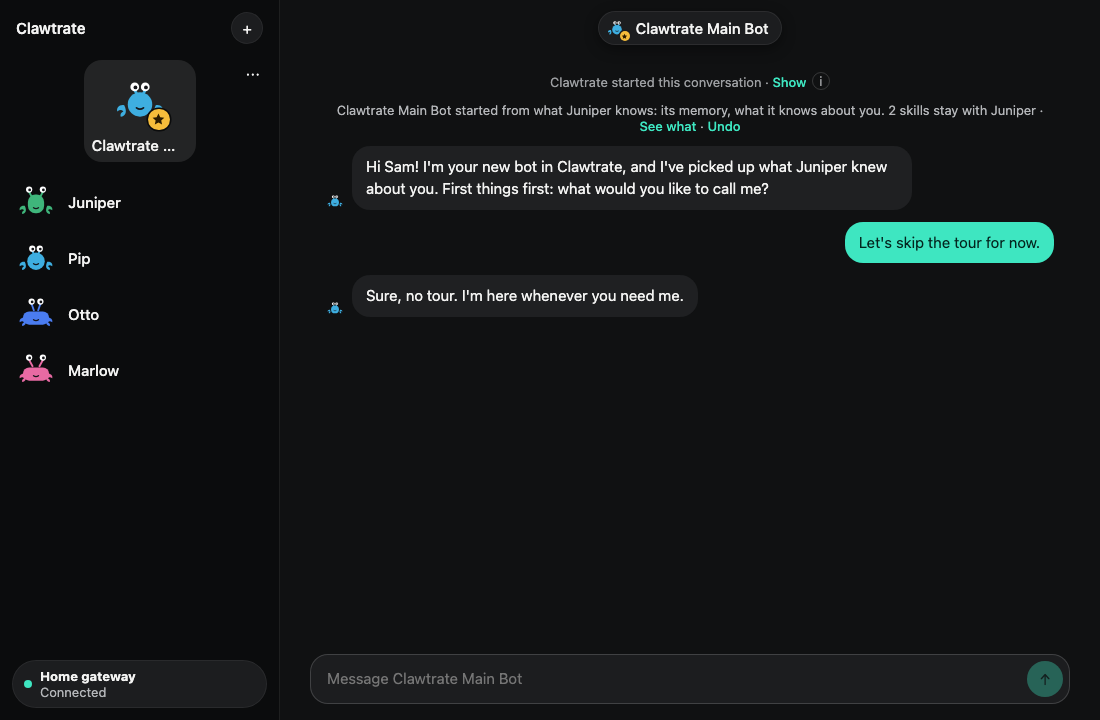 Clawtrate
+
Clawtrate ...
Juniper
Pip
Otto
Marlow
Home gateway
Connected
Clawtrate Main Bot
Clawtrate started this conversation · Show
Clawtrate Main Bot started from what Juniper knows: its memory, what it knows about you. 2 skills stay with Juniper ·
See what · Undo
Hi Sam! I'm your new bot in Clawtrate, and I've picked up what Juniper knew
about you. First things first: what would you like to call me?
Let's skip the tour for now.
Sure, no tour. I'm here whenever you need me.
Message Clawtrate Main Bot